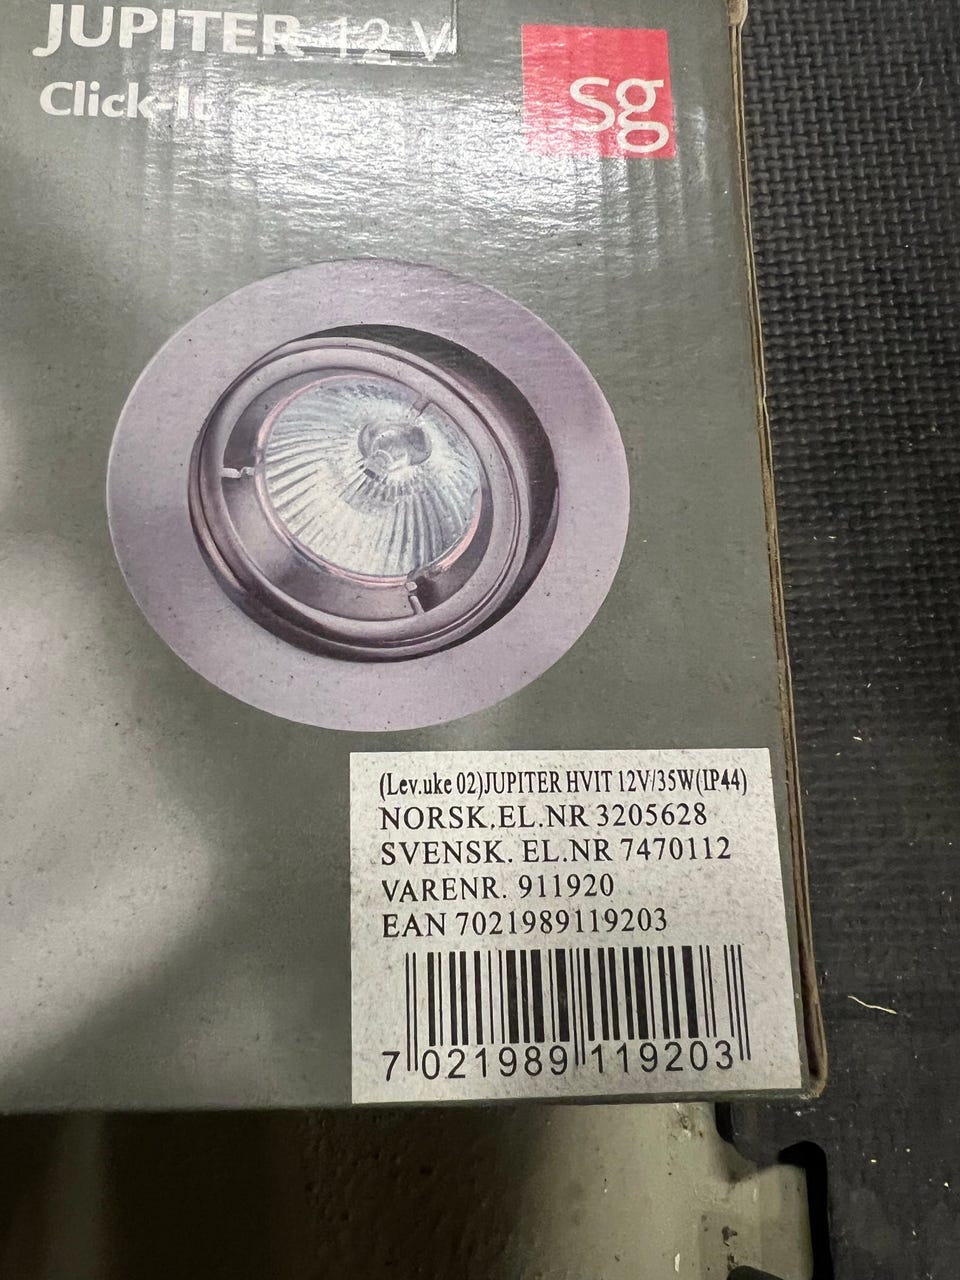 JUPITER 12 V
Click-It
sg
(Lev.uke 02)JUPITER HVIT 12V/35W(IP44)
NORSK.EL.NR 3205628
SVENSK. EL.NR 7470112
VARENR. 911920
EAN 7021989119203
7 021989 119203